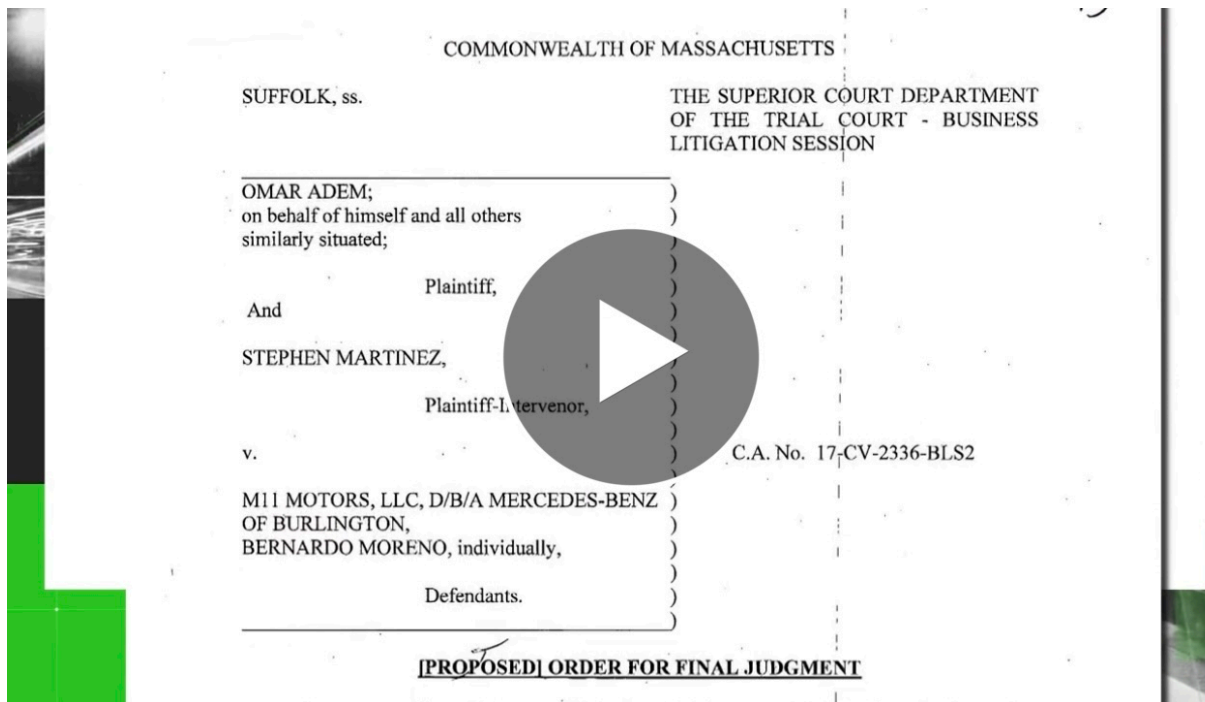 COMMONWEALTH OF MASSACHUSETTS
SUFFOLK, ss.
THE SUPERIOR COURT DEPARTMENT
OF THE TRIAL COURT - BUSINESS
LITIGATION SESSION
OMAR ADEM;
on behalf of himself and all others
similarly situated;
Plaintiff,
And
STEPHEN MARTINEZ,
Plaintiff-Intervenor,
v.
C.A. No. 17-CV-2336-BLS2
M11 MOTORS, LLC, D/B/A MERCEDES-BENZ
OF BURLINGTON,
BERNARDO MORENO, individually,
Defendants.
[PROPOSED] ORDER FOR FINAL JUDGMENT